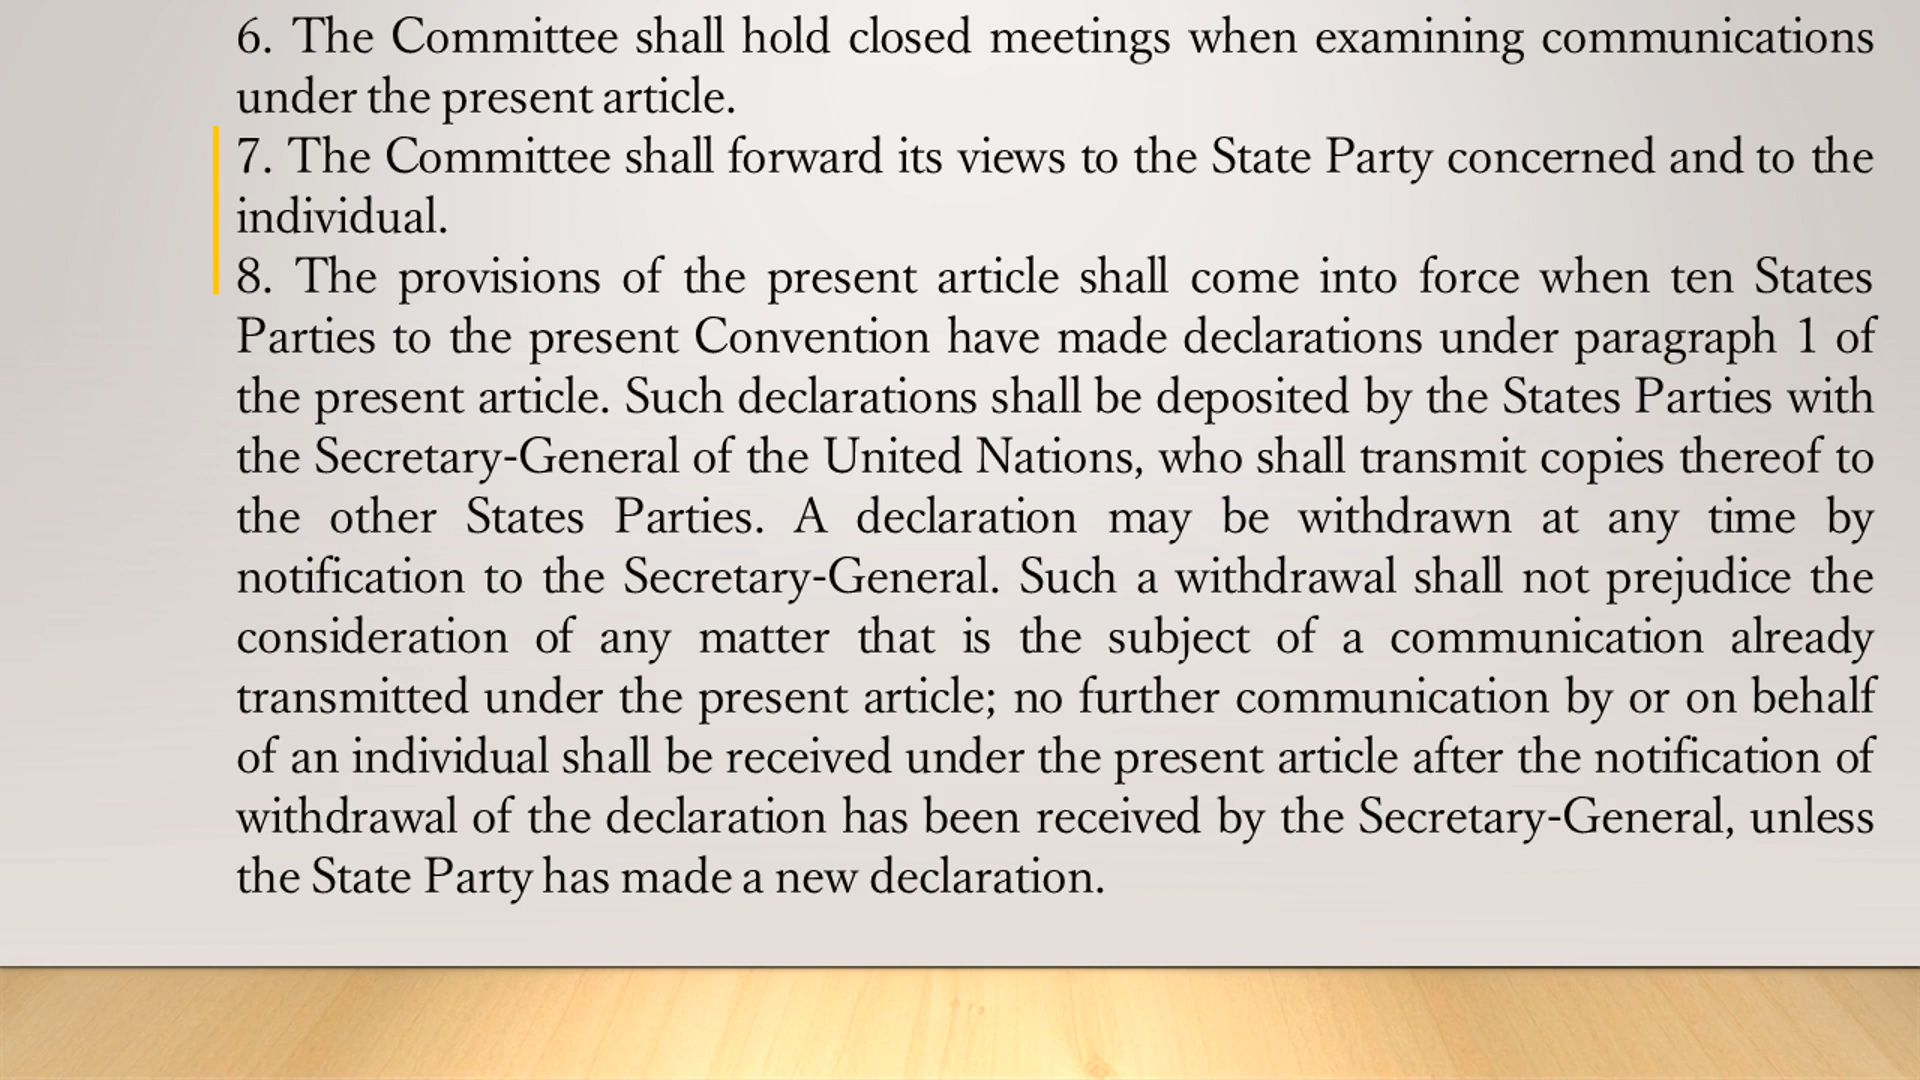 6. The Committee shall hold closed meetings when examining communications
under the present article.
7. The Committee shall forward its views to the State Party concerned and to the
individual.
8. The provisions of the present article shall come into force when ten States
Parties to the present Convention have made declarations under paragraph 1 of
the present article. Such declarations shall be deposited by the States Parties with
the Secretary-General of the United Nations, who shall transmit copies thereof to
the other States Parties. A declaration may be withdrawn at any time by
notification to the Secretary-General. Such a withdrawal shall not prejudice the
consideration of any matter that is the subject of a communication already
transmitted under the present article; no further communication by or on behalf
of an individual shall be received under the present article after the notification of
withdrawal of the declaration has been received by the Secretary-General, unless
the State Party has made a new declaration.